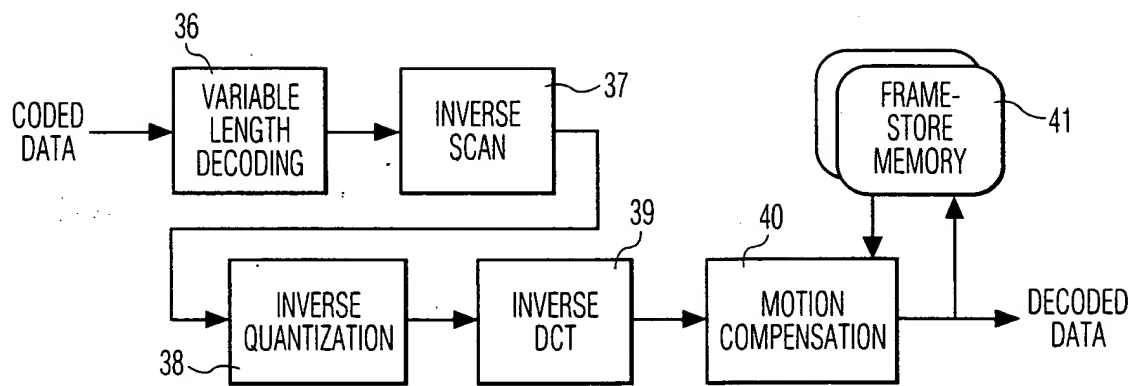 36
VARIABLE
LENGTH
DECODING
CODED
DATA
INVERSE
SCAN
37
FRAME-
STORE
MEMORY
41
INVERSE
QUANTIZATION
38
INVERSE
DCT
39
MOTION
COMPENSATION
40
DECODED
DATA